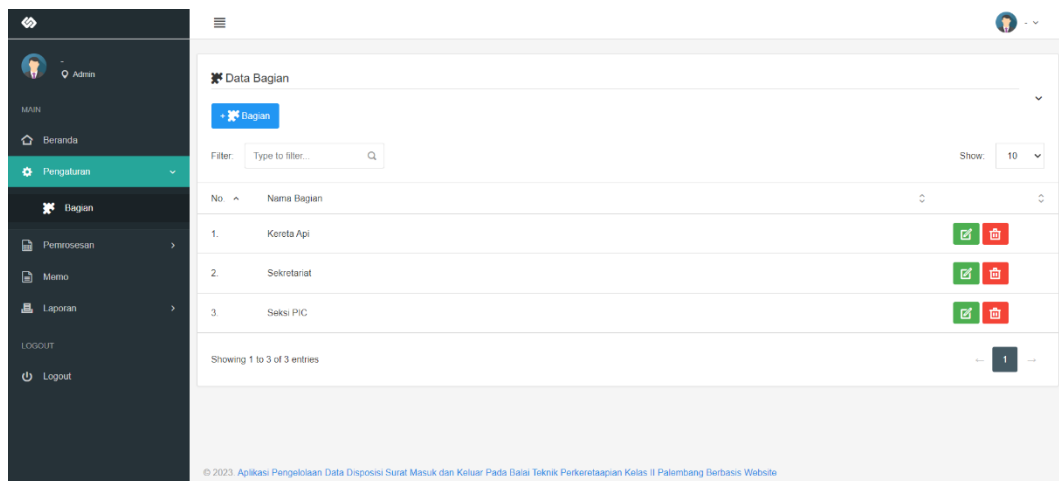 -
-
Admin
MAIN
Beranda
Pengaturan
Bagian
Pemrosesan
Memo
Laporan
LOGOUT
Logout
Data Bagian
+ Bagian
Filter: Type to filter... Show: 10
No. Nama Bagian
1. Kereta Api
2. Sekretariat
3. Seksi PIC
Showing 1 to 3 of 3 entries ← 1 →
© 2023. Aplikasi Pengelolaan Data Disposisi Surat Masuk dan Keluar Pada Balai Teknik Perkeretaapian Kelas II Palembang Berbasis Website